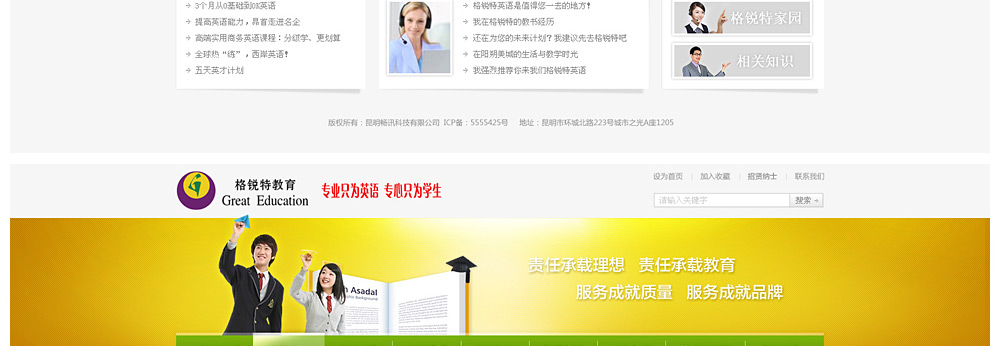 3个月从0基础到OK英语
提高英语能力，昂首走进名企
高端实用商务英语课程：分级学、更划算
全球热“练”，西岸英语！
五天英才计划
格锐特英语是值得您一去的地方！
我在格锐特的教书经历
还在为您的未来计划？我建议先去格锐特吧
在阳朔美城的生活与教学时光
我强烈推荐你来我们格锐特英语
格锐特家园
相关知识
版权所有：昆明畅讯科技有限公司 ICP备：5555425号 地址：昆明市环城北路223号城市之光A座1205
格锐特教育
Great Education
专业只为英语 专心只为学生
设为首页 加入收藏 招贤纳士 联系我们
请输入关键字 搜索
Asadal
责任承载理想 责任承载教育
服务成就质量 服务成就品牌